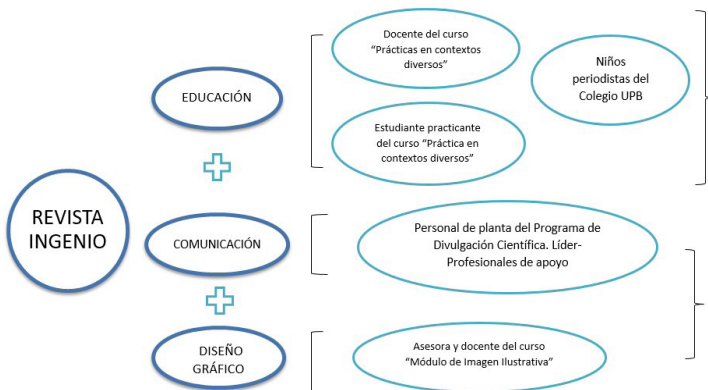 REVISTA
INGENIO
EDUCACIÓN
Docente del curso
“Prácticas en contextos
diversos”
Estudiante practicante
del curso “Práctica en
contextos diversos”
Niños
periodistas del
Colegio UPB
COMUNICACIÓN
Personal de planta del Programa de
Divulgación Científica. Líder-
Profesionales de apoyo
DISEÑO
GRÁFICO
Asesora y docente del curso
“Módulo de Imagen Ilustrativa”